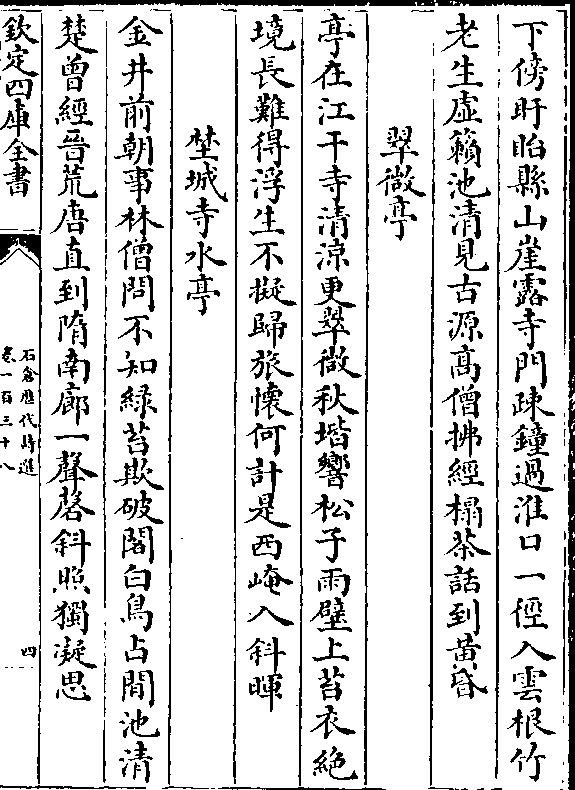 下傍盱眙縣山崖露寺門疎鐘過淮口一徑入雲根竹
老生虛籟池清見古源高僧拂經榻茶話到黄昏
翠微亭
亭在江干寺清涼更翠微秋堦響松子雨壁上苔衣絶
境長難得浮生不擬歸旅懷何計是西崦入斜暉
埜城寺水亭
金井前朝事林僧問不知緑苔欺破閣白鳥占閒池清
楚曾經晉荒唐直到隋南廊一聲磬斜照獨凝思
欽定四庫全書
石倉歴代詩選
卷一百三十八
四